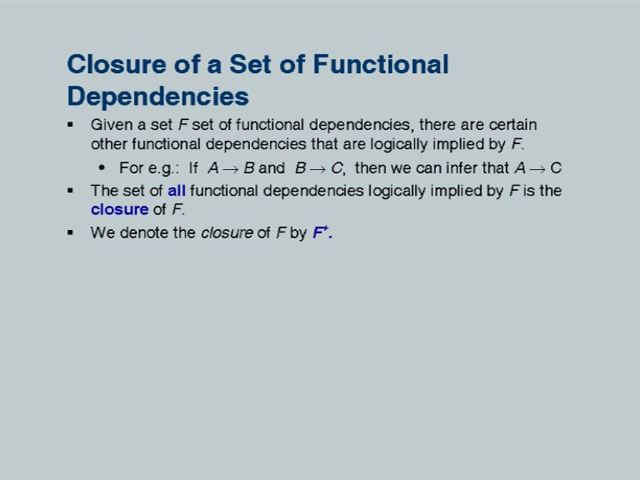 Closure of a Set of Functional
Dependencies
▪ Given a set F set of functional dependencies, there are certain
other functional dependencies that are logically implied by F.
• For e.g.: If A → B and B → C, then we can infer that A → C
▪ The set of all functional dependencies logically implied by F is the
closure of F.
▪ We denote the closure of F by F⁺.